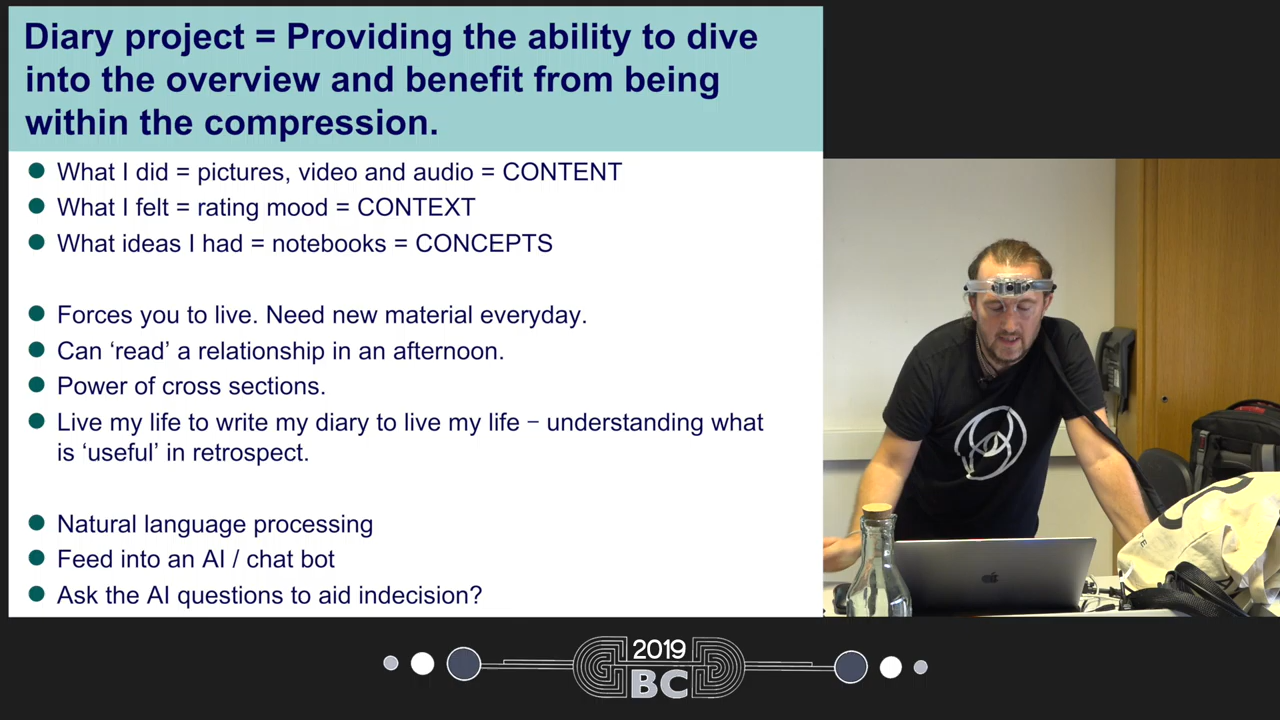 Diary project = Providing the ability to dive
into the overview and benefit from being
within the compression.
What I did = pictures, video and audio = CONTENT
What I felt = rating mood = CONTEXT
What ideas I had = notebooks = CONCEPTS
Forces you to live. Need new material everyday.
Can ‘read’ a relationship in an afternoon.
Power of cross sections.
Live my life to write my diary to live my life – understanding what
is ‘useful’ in retrospect.
Natural language processing
Feed into an AI / chat bot
Ask the AI questions to aid indecision?
2019
BC